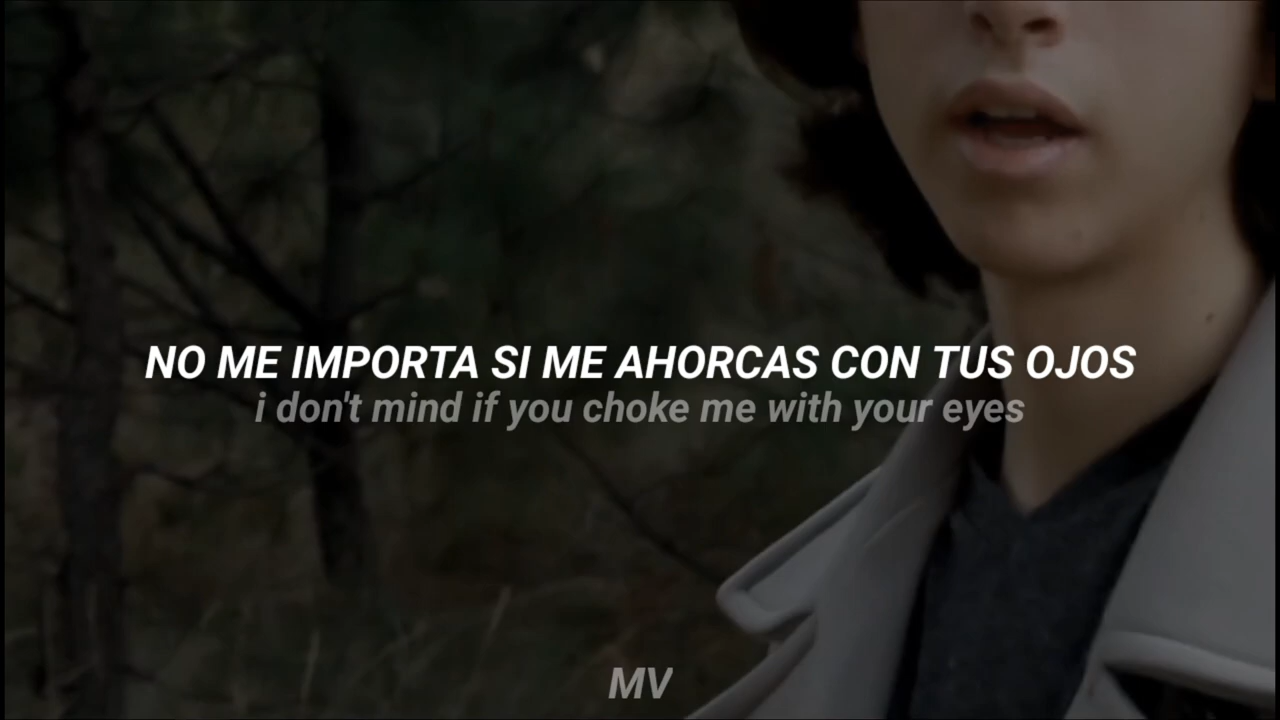 NO ME IMPORTA SI ME AHORCAS CON TUS OJOS
i don't mind if you choke me with your eyes
MV